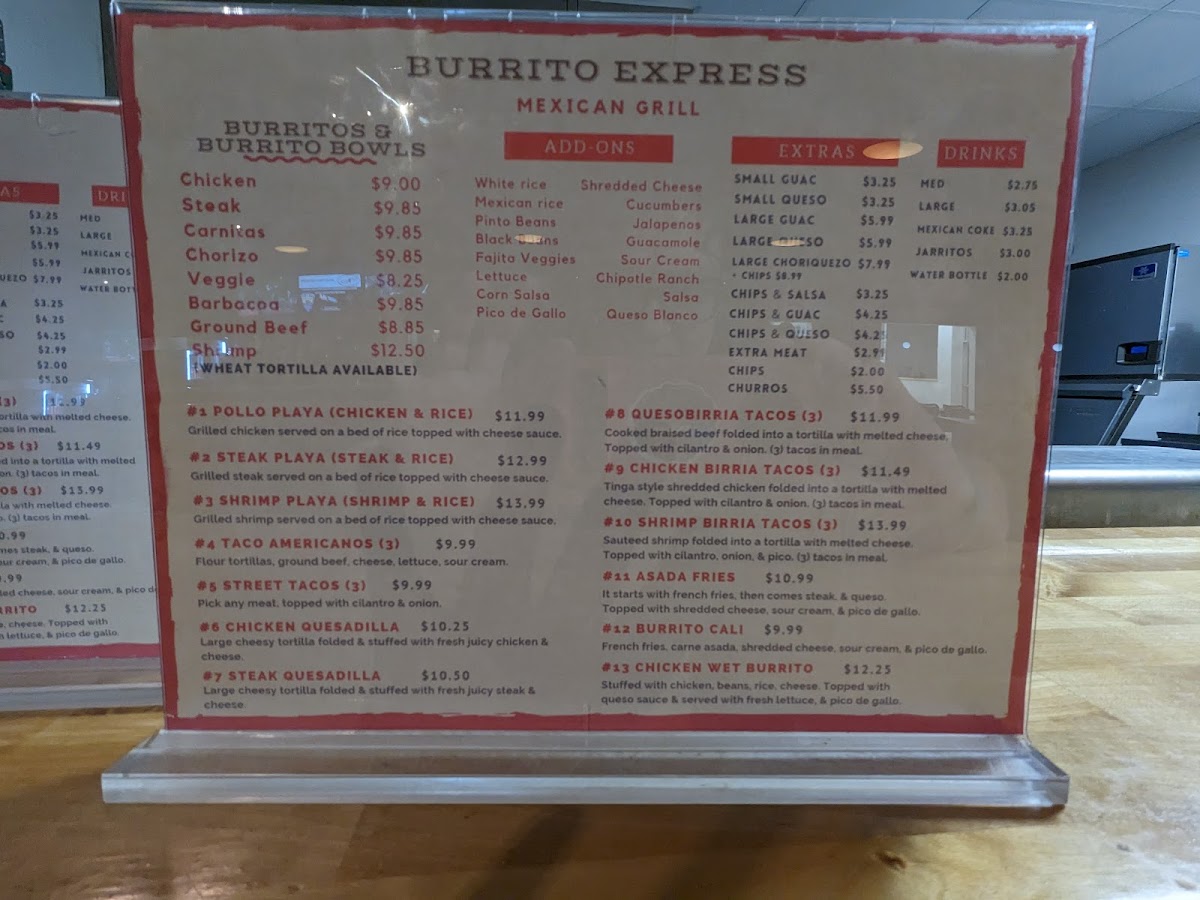 BURRITO EXPRESS
MEXICAN GRILL
BURRITOS &
BURRITO BOWLS
Chicken $9.00
Steak $9.85
Carnitas $9.85
Chorizo $9.85
Veggie $8.25
Barbacoa $9.85
Ground Beef $8.85
Shrimp $12.50
(WHEAT TORTILLA AVAILABLE)
ADD-ONS
White rice Shredded Cheese
Mexican rice Cucumbers
Pinto Beans Jalapenos
Black Beans Guacamole
Fajita Veggies Sour Cream
Lettuce Chipotle Ranch
Corn Salsa Salsa
Pico de Gallo Queso Blanco
EXTRAS
SMALL GUAC $3.25
SMALL QUESO $3.25
LARGE GUAC $5.99
LARGE QUESO $5.99
LARGE CHORIQUEZO $7.99
+ CHIPS $8.99
CHIPS & SALSA $3.25
CHIPS & GUAC $4.25
CHIPS & QUESO $4.25
EXTRA MEAT $2.99
CHIPS $2.00
CHURROS $5.50
DRINKS
MED $2.75
LARGE $3.05
MEXICAN COKE $3.25
JARRITOS $3.00
WATER BOTTLE $2.00
#1 POLLO PLAYA (CHICKEN & RICE) $11.99
Grilled chicken served on a bed of rice topped with cheese sauce.
#2 STEAK PLAYA (STEAK & RICE) $12.99
Grilled steak served on a bed of rice topped with cheese sauce.
#3 SHRIMP PLAYA (SHRIMP & RICE) $13.99
Grilled shrimp served on a bed of rice topped with cheese sauce.
#4 TACO AMERICANOS (3) $9.99
Flour tortillas, ground beef, cheese, lettuce, sour cream.
#5 STREET TACOS (3) $9.99
Pick any meat, topped with cilantro & onion.
#6 CHICKEN QUESADILLA $10.25
Large cheesy tortilla folded & stuffed with fresh juicy chicken &
cheese.
#7 STEAK QUESADILLA $10.50
Large cheesy tortilla folded & stuffed with fresh juicy steak &
cheese.
#8 QUESOBIRRIA TACOS (3) $11.99
Cooked braised beef folded into a tortilla with melted cheese.
Topped with cilantro & onion. (3) tacos in meal.
#9 CHICKEN BIRRIA TACOS (3) $11.49
Tinga style shredded chicken folded into a tortilla with melted
cheese. Topped with cilantro & onion. (3) tacos in meal.
#10 SHRIMP BIRRIA TACOS (3) $13.99
Sauteed shrimp folded into a tortilla with melted cheese.
Topped with cilantro, onion, & pico. (3) tacos in meal.
#11 ASADA FRIES $10.99
It starts with french fries, then comes steak, & queso.
Topped with shredded cheese, sour cream, & pico de gallo.
#12 BURRITO CALI $9.99
French fries, carne asada, shredded cheese, sour cream, & pico de gallo.
#13 CHICKEN WET BURRITO $12.25
Stuffed with chicken, beans, rice, cheese. Topped with
queso sauce & served with fresh lettuce, & pico de gallo.